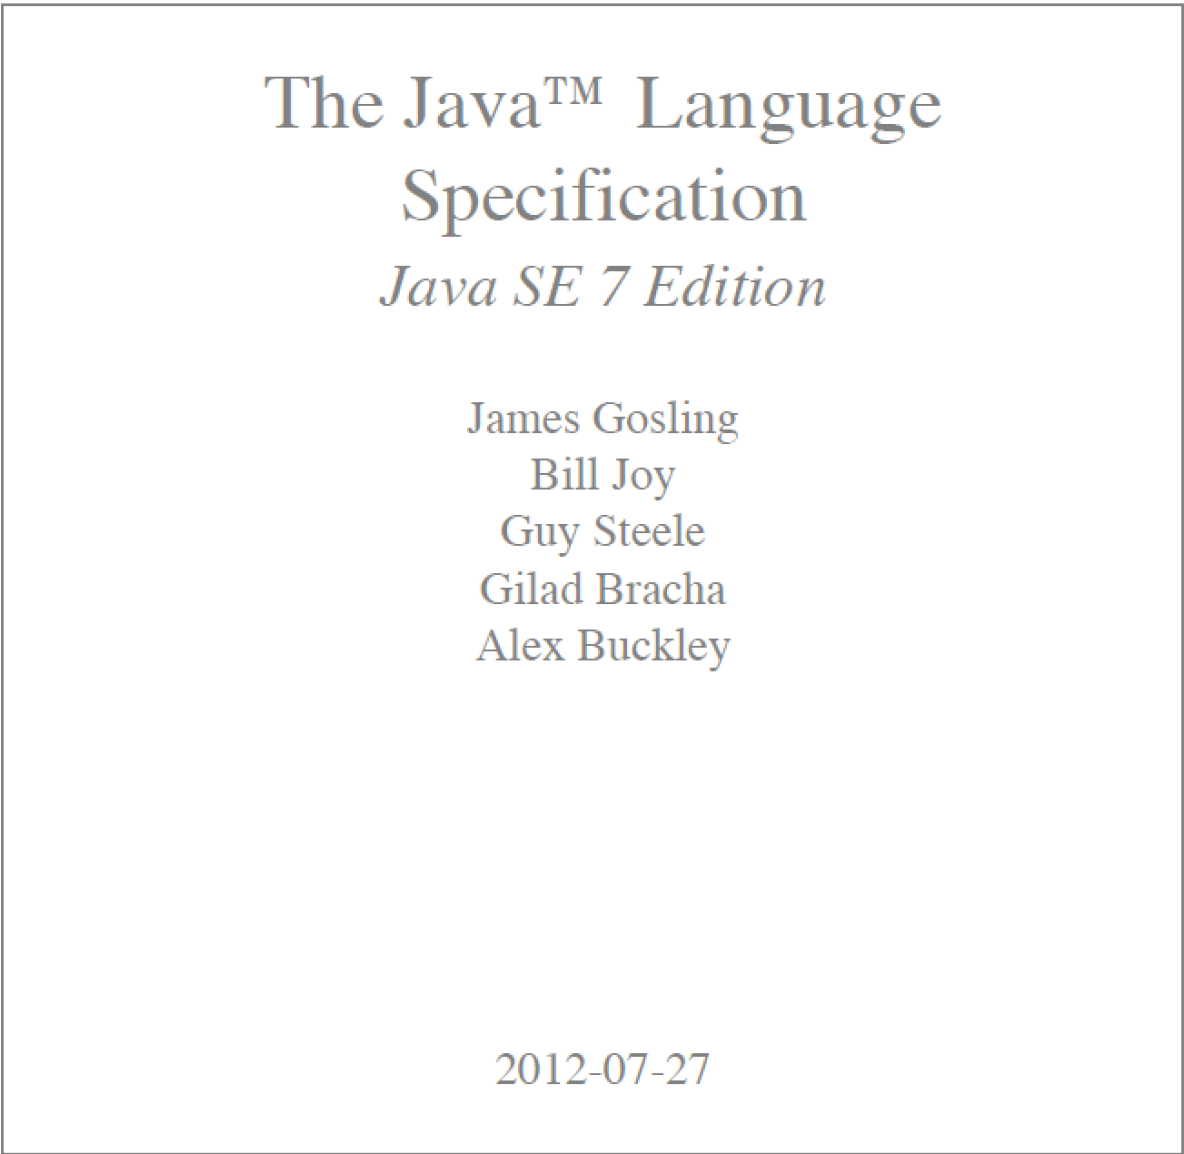 The Java™ Language
Specification
Java SE 7 Edition
James Gosling
Bill Joy
Guy Steele
Gilad Bracha
Alex Buckley
2012-07-27